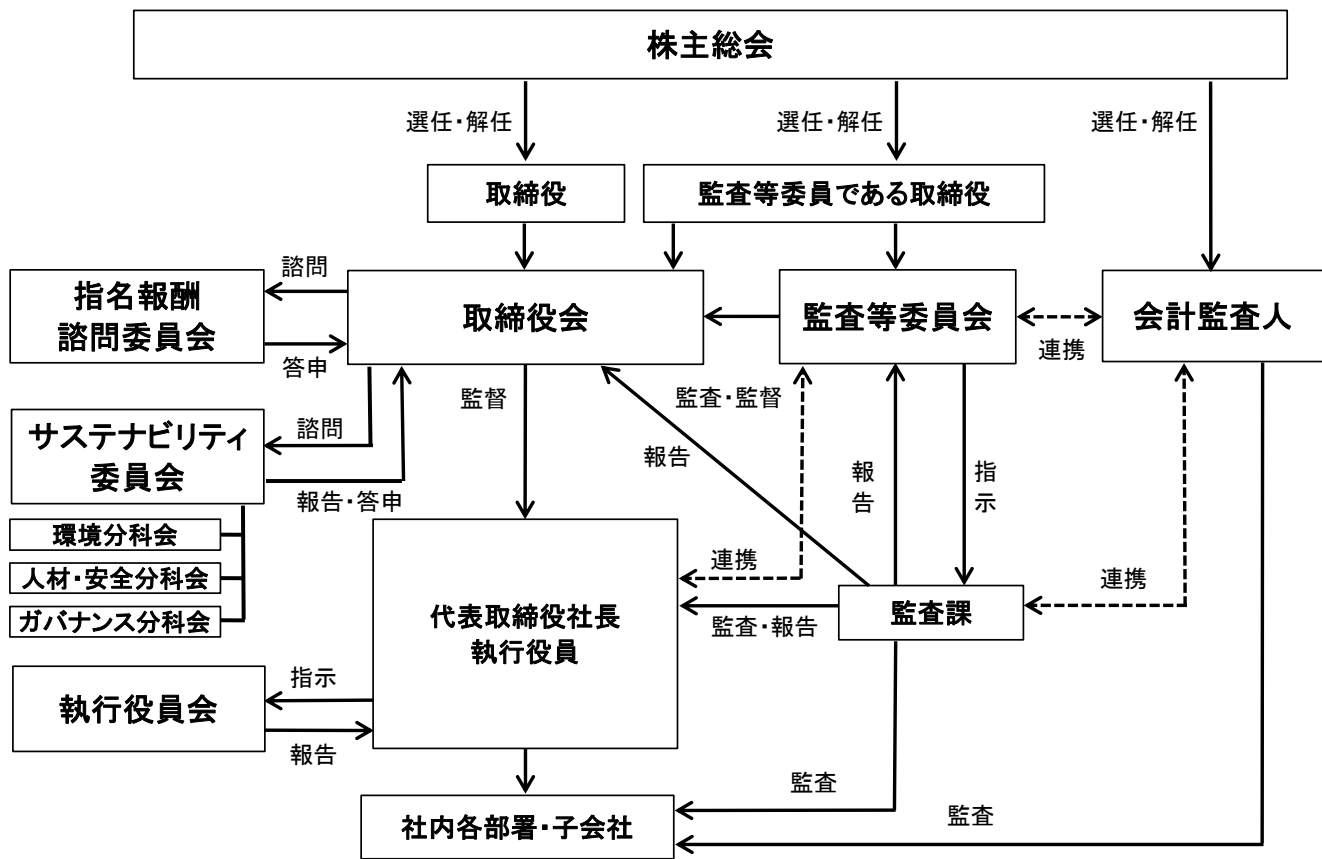 株主総会
選任・解任
選任・解任
選任・解任
取締役
監査等委員である取締役
諮問
指名報酬
諮問委員会
取締役会
監査等委員会
会計監査人
連携
答申
監督
監査・監督
サステナビリティ
委員会
諮問
報告
報告
指示
報告・答申
環境分科会
人材・安全分科会
ガバナンス分科会
連携
連携
代表取締役社長
執行役員
監査・報告
監査課
執行役員会
指示
報告
監査
監査
社内各部署・子会社